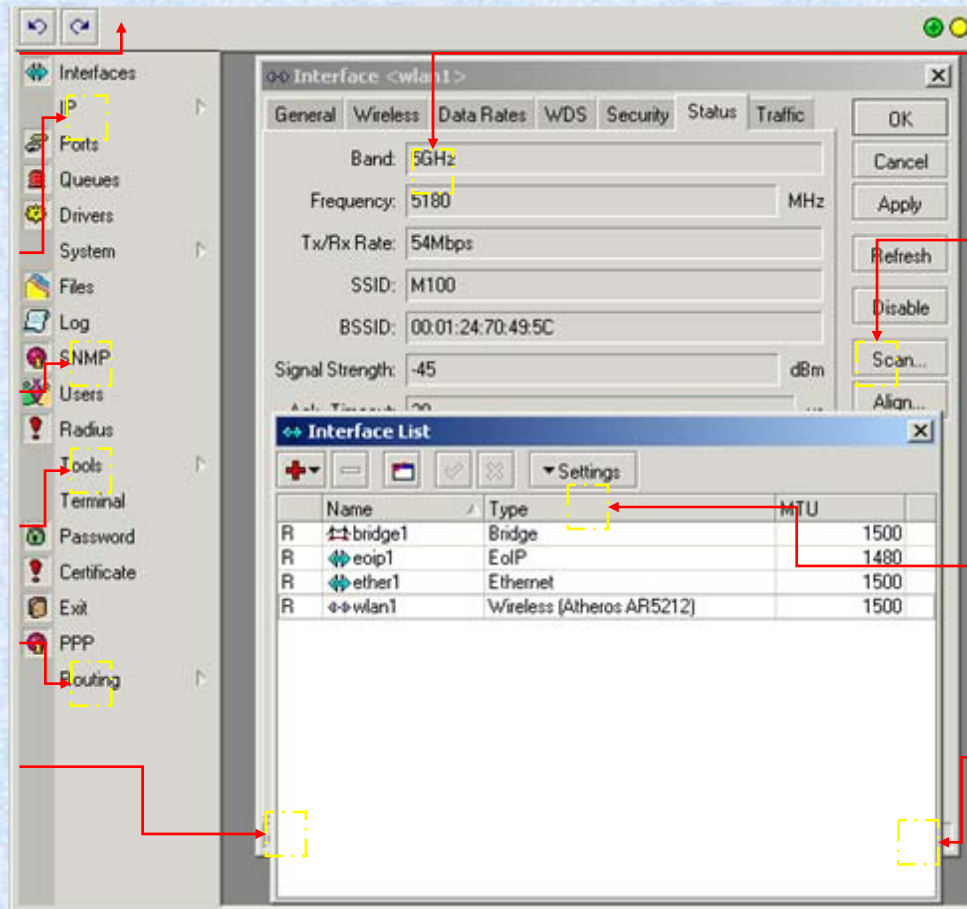 Interfaces
IP
Ports
Queues
Drivers
System
Files
Log
SNMP
Users
Radius
Tools
Terminal
Password
Certificate
Exit
PPP
Routing
Interface <wlan1>
General Wireless Data Rates WDS Security Status Traffic
Band: 5GHz
Frequency: 5180 MHz
Tx/Rx Rate: 54Mbps
SSID: M100
BSSID: 00:01:24:70:49:5C
Signal Strength: -45 dBm
Ack. Timeout:
OK
Cancel
Apply
Refresh
Disable
Scan...
Align...
Interface List
Settings
Name Type MTU
R bridge1 Bridge 1500
R eoip1 EoIP 1480
R ether1 Ethernet 1500
R wlan1 Wireless (Atheros AR5212) 1500